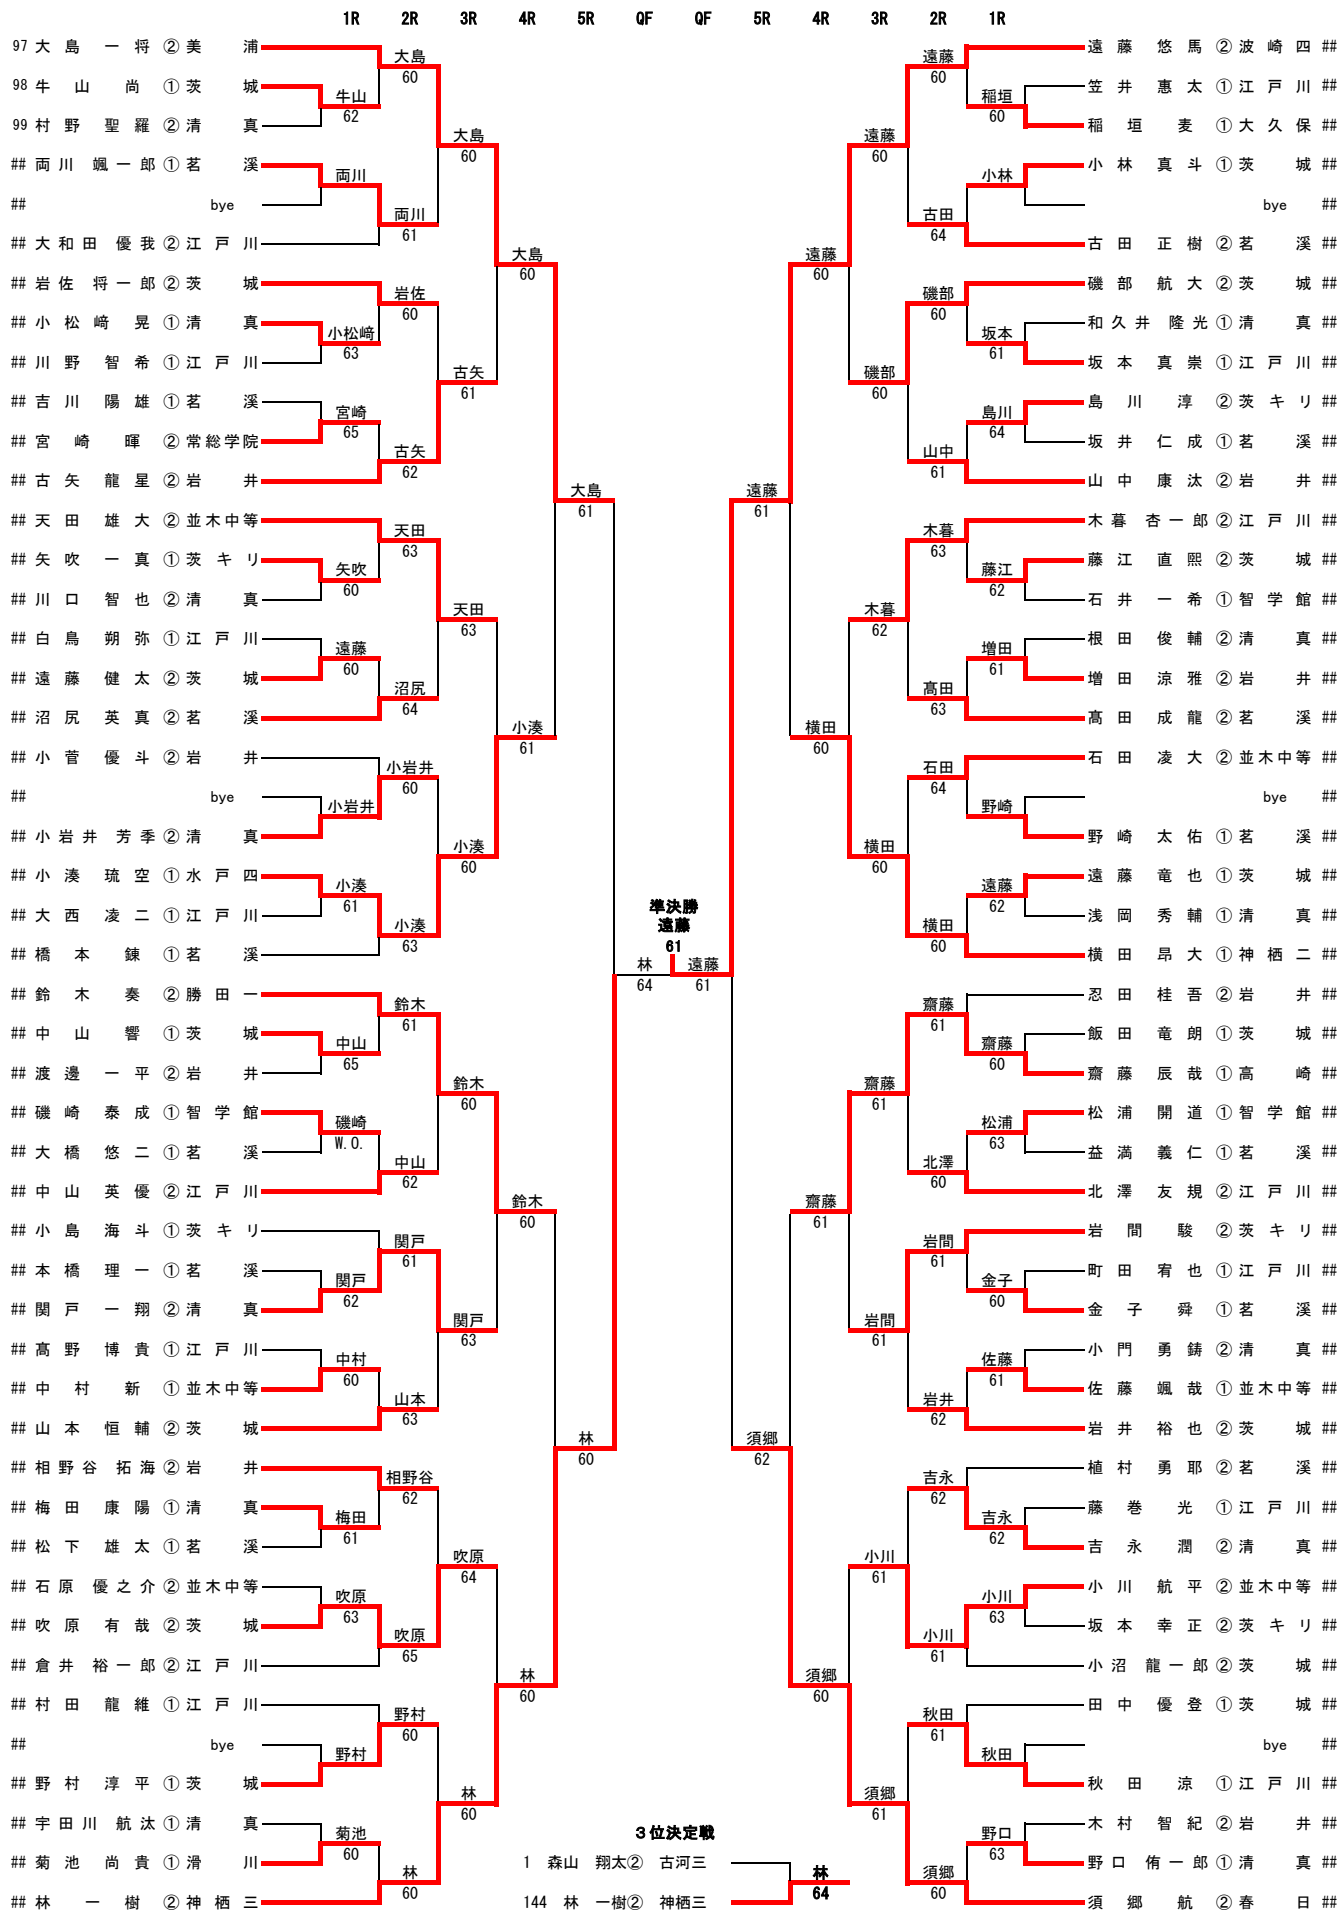 1R 2R 3R 4R 5R QF QF 5R 4R 3R 2R 1R
97 大島 一将 ② 美浦 大島 遠藤 遠藤 悠馬 ② 波崎四 ##
60 60
98 牛山 尚 ① 茨城 牛山 稲垣 笠井 惠太 ① 江戸川 ##
62 60
99 村野 聖羅 ② 清真 大島 遠藤 稲垣 麦 ① 大久保 ##
60 60
## 両川 颯一郎 ① 茗溪 両川 小林 小林 真斗 ① 茨城 ##
## bye 両川 古田 bye ##
61 64
## 大和田 優我 ② 江戸川 大島 遠藤 古田 正樹 ② 茗溪 ##
60 60
## 岩佐 将一郎 ② 茨城 岩佐 磯部 磯部 航大 ② 茨城 ##
60 60
## 小松﨑 晃 ① 清真 小松﨑 坂本 和久井 隆光 ① 清真 ##
63 61
## 川野 智希 ① 江戸川 古矢 磯部 坂本 真崇 ① 江戸川 ##
61 60
## 吉川 陽雄 ① 茗溪 宮崎 島川 島川 淳 ② 茨キリ ##
65 64
## 宮崎 暉 ② 常総学院 古矢 山中 坂井 仁成 ① 茗溪 ##
62 61
## 古矢 龍星 ② 岩井 大島 遠藤 山中 康汰 ② 岩井 ##
61 61
## 天田 雄大 ② 並木中等 天田 木暮 木暮 杏一郎 ② 江戸川 ##
63 63
## 矢吹 一真 ① 茨キリ 矢吹 藤江 藤江 直熙 ② 茨城 ##
60 62
## 川口 智也 ② 清真 天田 木暮 石井 一希 ① 智学館 ##
63 62
## 白鳥 朔弥 ① 江戸川 遠藤 増田 根田 俊輔 ② 清真 ##
60 61
## 遠藤 健太 ② 茨城 沼尻 髙田 増田 涼雅 ② 岩井 ##
64 63
## 沼尻 英真 ② 茗溪 小湊 横田 髙田 成龍 ② 茗溪 ##
61 60
## 小菅 優斗 ② 岩井 小岩井 石田 石田 凌大 ② 並木中等 ##
60 64
## bye 小岩井 野崎 bye ##
## 小岩井 芳季 ② 清真 小湊 横田 野崎 太佑 ① 茗溪 ##
60 60
## 小湊 琉空 ① 水戸四 小湊 遠藤 遠藤 竜也 ① 茨城 ##
61 62
## 大西 凌二 ① 江戸川 小湊 準決勝 遠藤 61 横田 浅岡 秀輔 ① 清真 ##
63 60
## 橋本 錬 ① 茗溪 林 遠藤 横田 昂大 ① 神栖二 ##
64 61
## 鈴木 奏 ② 勝田一 鈴木 齋藤 忍田 桂吾 ② 岩井 ##
61 61
## 中山 響 ① 茨城 中山 齋藤 飯田 竜朗 ① 茨城 ##
65 60
## 渡邊 一平 ② 岩井 鈴木 齋藤 齋藤 辰哉 ① 高崎 ##
60 61
## 磯崎 泰成 ① 智学館 磯崎 松浦 松浦 開道 ① 智学館 ##
W.O. 63
## 大橋 悠二 ① 茗溪 中山 北澤 益満 義仁 ① 茗溪 ##
62 60
## 中山 英優 ② 江戸川 鈴木 齋藤 北澤 友規 ② 江戸川 ##
60 61
## 小島 海斗 ① 茨キリ 関戸 岩間 岩間 駿 ② 茨キリ ##
61 61
## 本橋 理一 ① 茗溪 関戸 金子 町田 宥也 ① 江戸川 ##
62 60
## 関戸 一翔 ② 清真 関戸 岩間 金子 舜 ① 茗溪 ##
63 61
## 髙野 博貴 ① 江戸川 中村 佐藤 小門 勇鋳 ② 清真 ##
60 61
## 中村 新 ① 並木中等 山本 岩井 佐藤 颯哉 ① 並木中等 ##
63 62
## 山本 恒輔 ② 茨城 林 須郷 岩井 裕也 ② 茨城 ##
60 62
## 相野谷 拓海 ② 岩井 相野谷 吉永 植村 勇耶 ② 茗溪 ##
62 62
## 梅田 康陽 ① 清真 梅田 吉永 藤巻 光 ① 江戸川 ##
61 62
## 松下 雄太 ① 茗溪 吹原 小川 吉永 潤 ② 清真 ##
64 61
## 石原 優之介 ② 並木中等 吹原 小川 小川 航平 ② 並木中等 ##
63 63
## 吹原 有哉 ② 茨城 吹原 小川 坂本 幸正 ② 茨キリ ##
65 61
## 倉井 裕一郎 ② 江戸川 林 須郷 小沼 龍一郎 ② 茨城 ##
60 60
## 村田 龍維 ① 江戸川 野村 秋田 田中 優登 ① 茨城 ##
60 61
## bye 野村 秋田 bye ##
## 野村 淳平 ① 茨城 林 須郷 秋田 涼 ① 江戸川 ##
60 61
## 宇田川 航汰 ① 清真 菊池 3位決定戦 野口 木村 智紀 ② 岩井 ##
60 63
## 菊池 尚貴 ① 滑川 林 1 森山 翔太② 古河三 林 須郷 野口 侑一郎 ① 清真 ##
60 64 60
## 林 一樹 ② 神栖三 144 林 一樹② 神栖三 須郷 航 ② 春日 ##